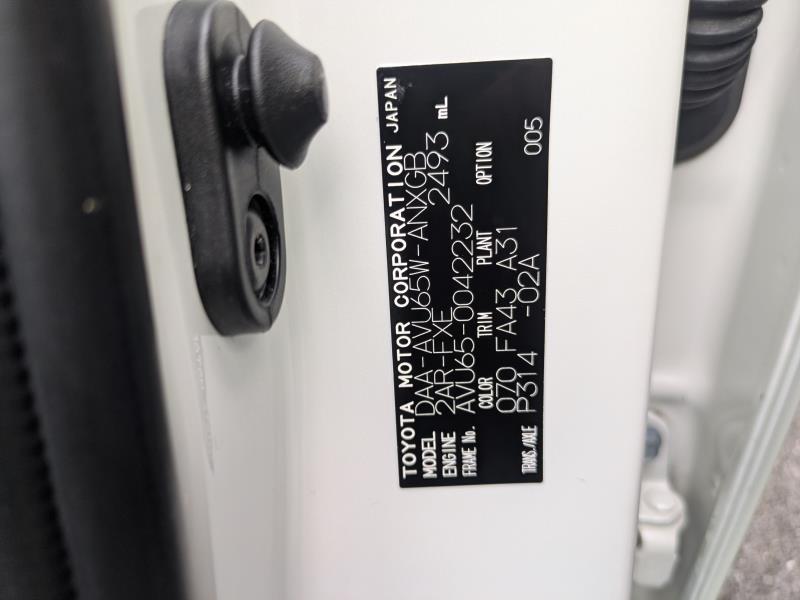 TOYOTA MOTOR CORPORATION JAPAN
MODEL DAA-AVU65W-ANXGB
ENGINE 2AR-FXE 2493 mL
FRAME No. AVU65-0042232
COLOR TRIM PLANT OPTION
070 FA43 A31 005
TRANS./AXLE P314 -02A